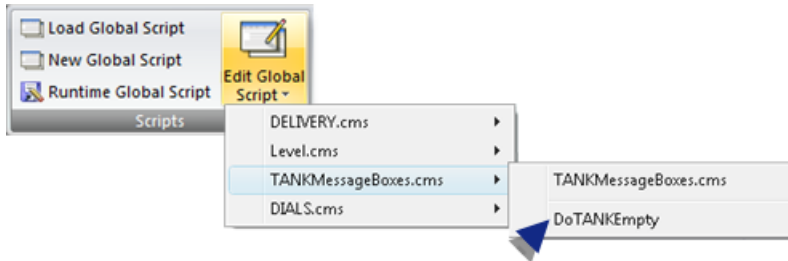 Load Global Script
New Global Script
Runtime Global Script
Edit Global
Script
Scripts
DELIVERY.cms
Level.cms
TANKMessageBoxes.cms
DIALS.cms
TANKMessageBoxes.cms
DoTANKEmpty